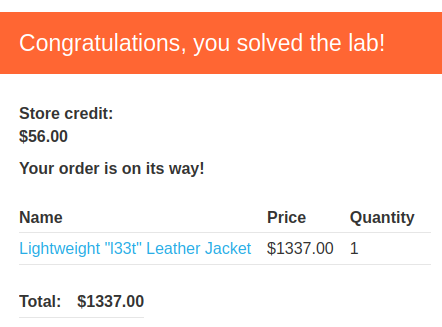 Congratulations, you solved the lab!
Store credit:
$56.00
Your order is on its way!
Name Price Quantity
Lightweight "l33t" Leather Jacket $1337.00 1
Total: $1337.00